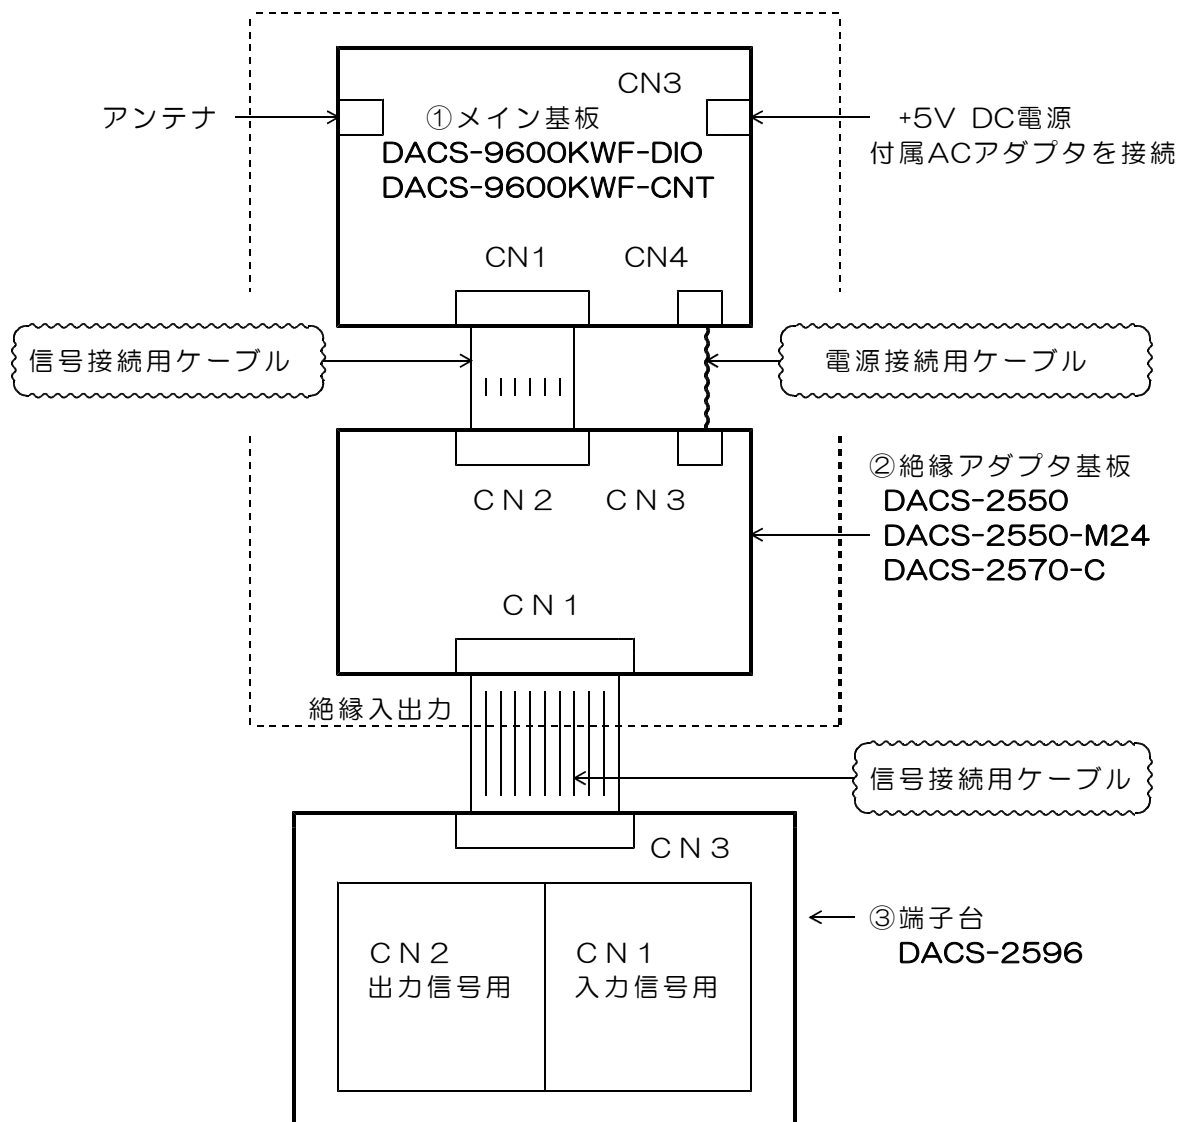 CN3
アンテナ
①メイン基板
DACS-9600KWF-DIO
DACS-9600KWF-CNT
+5V DC電源
付属ACアダプタを接続
CN1
CN4
信号接続用ケーブル
電源接続用ケーブル
CN2
CN3
②絶縁アダプタ基板
DACS-2550
DACS-2550-M24
DACS-2570-C
CN1
絶縁入出力
信号接続用ケーブル
CN3
③端子台
DACS-2596
CN2
出力信号用
CN1
入力信号用